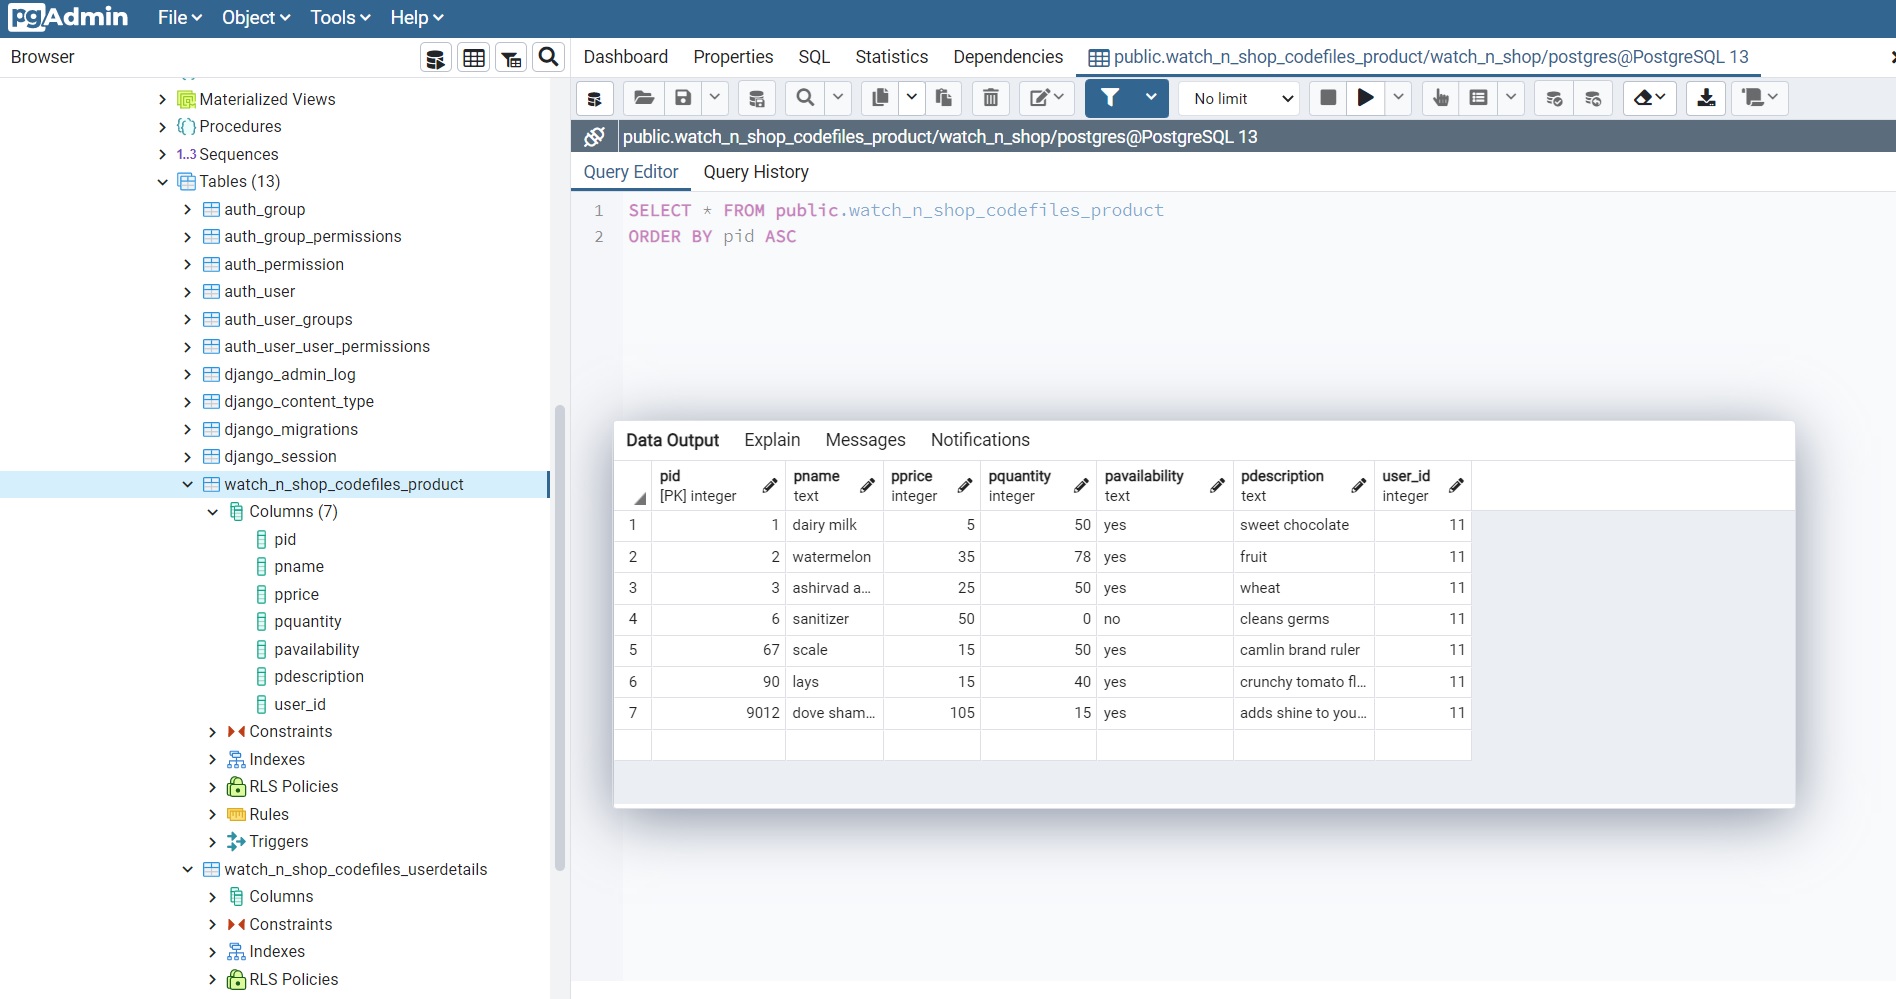 pgAdmin File Object Tools Help
Browser
Dashboard Properties SQL Statistics Dependencies public.watch_n_shop_codefiles_product/watch_n_shop/postgres@PostgreSQL 13
No limit
public.watch_n_shop_codefiles_product/watch_n_shop/postgres@PostgreSQL 13
Query Editor Query History
1 SELECT * FROM public.watch_n_shop_codefiles_product
2 ORDER BY pid ASC
Materialized Views
Procedures
1..3 Sequences
Tables (13)
auth_group
auth_group_permissions
auth_permission
auth_user
auth_user_groups
auth_user_user_permissions
django_admin_log
django_content_type
django_migrations
django_session
watch_n_shop_codefiles_product
Columns (7)
pid
pname
pprice
pquantity
pavailability
pdescription
user_id
Constraints
Indexes
RLS Policies
Rules
Triggers
watch_n_shop_codefiles_userdetails
Columns
Constraints
Indexes
RLS Policies
Data Output Explain Messages Notifications
pid pname pprice pquantity pavailability pdescription user_id
[PK] integer text integer integer text text integer
1 1 dairy milk 5 50 yes sweet chocolate 11
2 2 watermelon 35 78 yes fruit 11
3 3 ashirvad a... 25 50 yes wheat 11
4 6 sanitizer 50 0 no cleans germs 11
5 67 scale 15 50 yes camlin brand ruler 11
6 90 lays 15 40 yes crunchy tomato fl... 11
7 9012 dove sham... 105 15 yes adds shine to you... 11